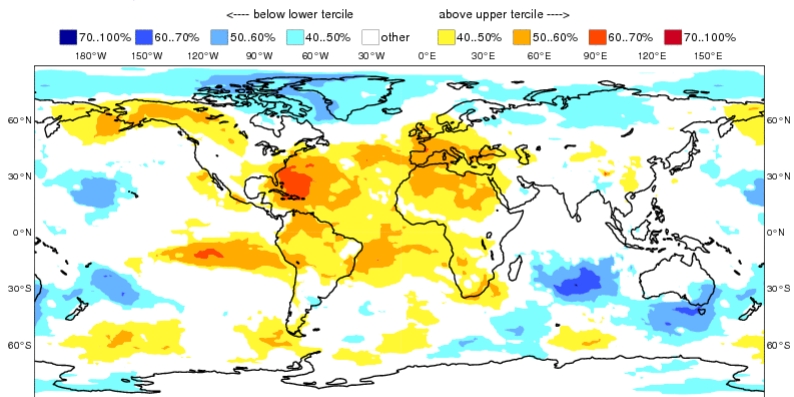 <---- below lower tercile above upper tercile ---->
70..100% 60..70% 50..60% 40..50% other 40..50% 50..60% 60..70% 70..100%
180°W 150°W 120°W 90°W 60°W 30°W 0°E 30°E 60°E 90°E 120°E 150°E
60°N 60°N
30°N 30°N
0°N 0°N
30°S 30°S
60°S 60°S